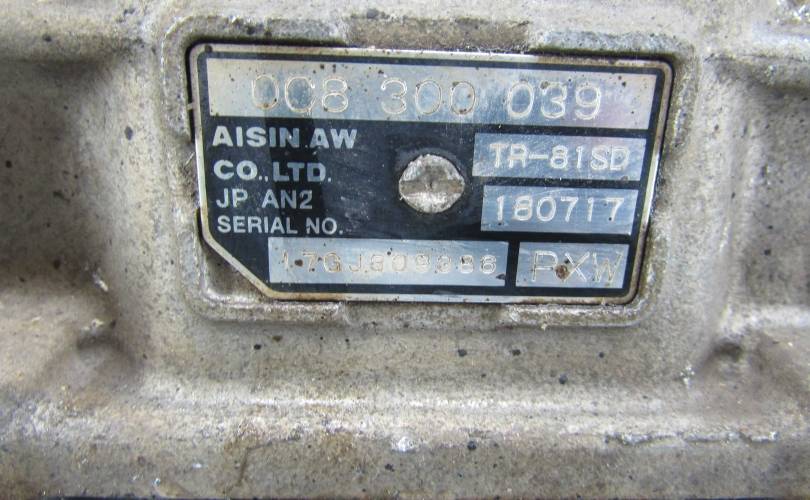 0C8 300 039
AISIN AW
CO.,LTD.
TR-81SD
JP AN2
180717
SERIAL NO.
PXW